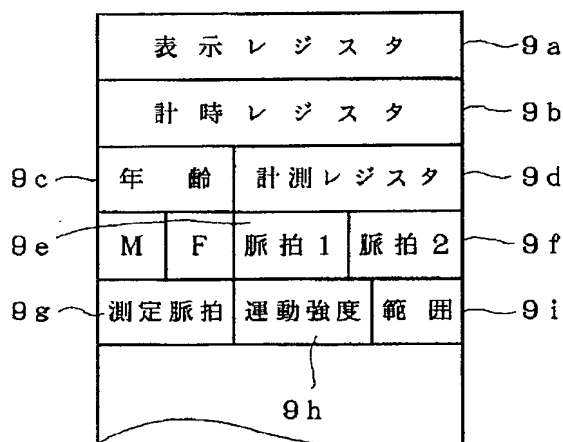 表示レジスタ 9a
計時レジスタ 9b
9c 年齢 計測レジスタ 9d
9e M F 脈拍1 脈拍2 9f
9g 測定脈拍 運動強度 範囲 9i
9h